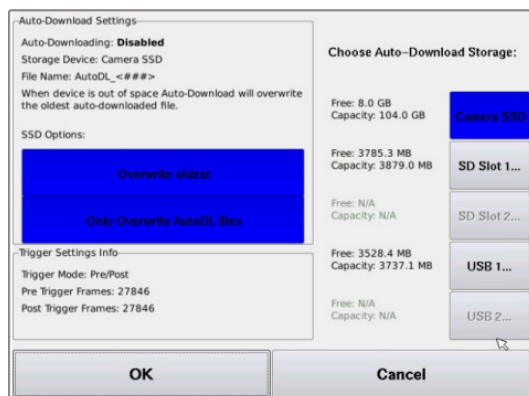 Auto-Download Settings
Auto-Downloading: Disabled
Storage Device: Camera SSD
File Name: AutoDL_<###>
When device is out of space Auto-Download will overwrite
the oldest auto-downloaded file.
SSD Options:
Overwrite oldest
Only Overwrite AutoDL files
Trigger Settings Info
Trigger Mode: Pre/Post
Pre Trigger Frames: 27846
Post Trigger Frames: 27846
Choose Auto-Download Storage:
Free: 8.0 GB
Capacity: 104.0 GB
Camera SSD
Free: 3785.3 MB
Capacity: 3879.0 MB
SD Slot 1...
Free: N/A
Capacity: N/A
SD Slot 2...
Free: 3528.4 MB
Capacity: 3737.1 MB
USB 1...
Free: N/A
Capacity: N/A
USB 2...
OK
Cancel